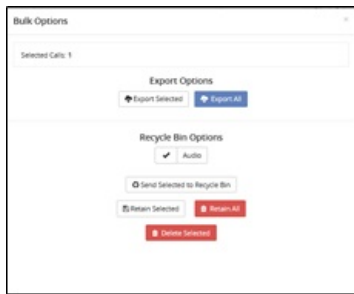 Bulk Options
×
Selected Calls: 1
Export Options
Export Selected
Export All
Recycle Bin Options
Audio
Send Selected to Recycle Bin
Retain Selected
Retain All
Delete Selected